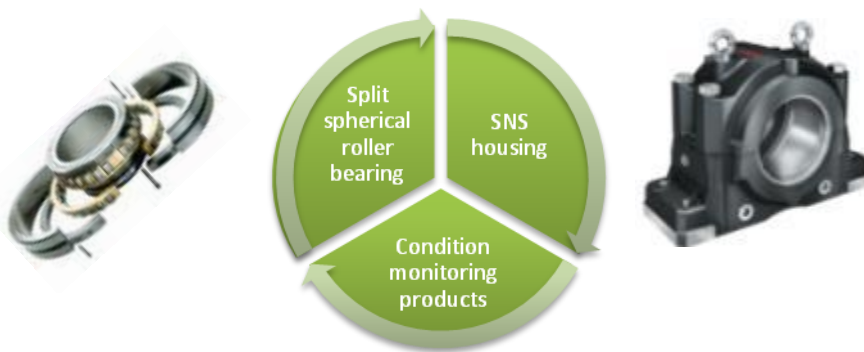 Split
spherical
roller
bearing
SNS
housing
Condition
monitoring
products